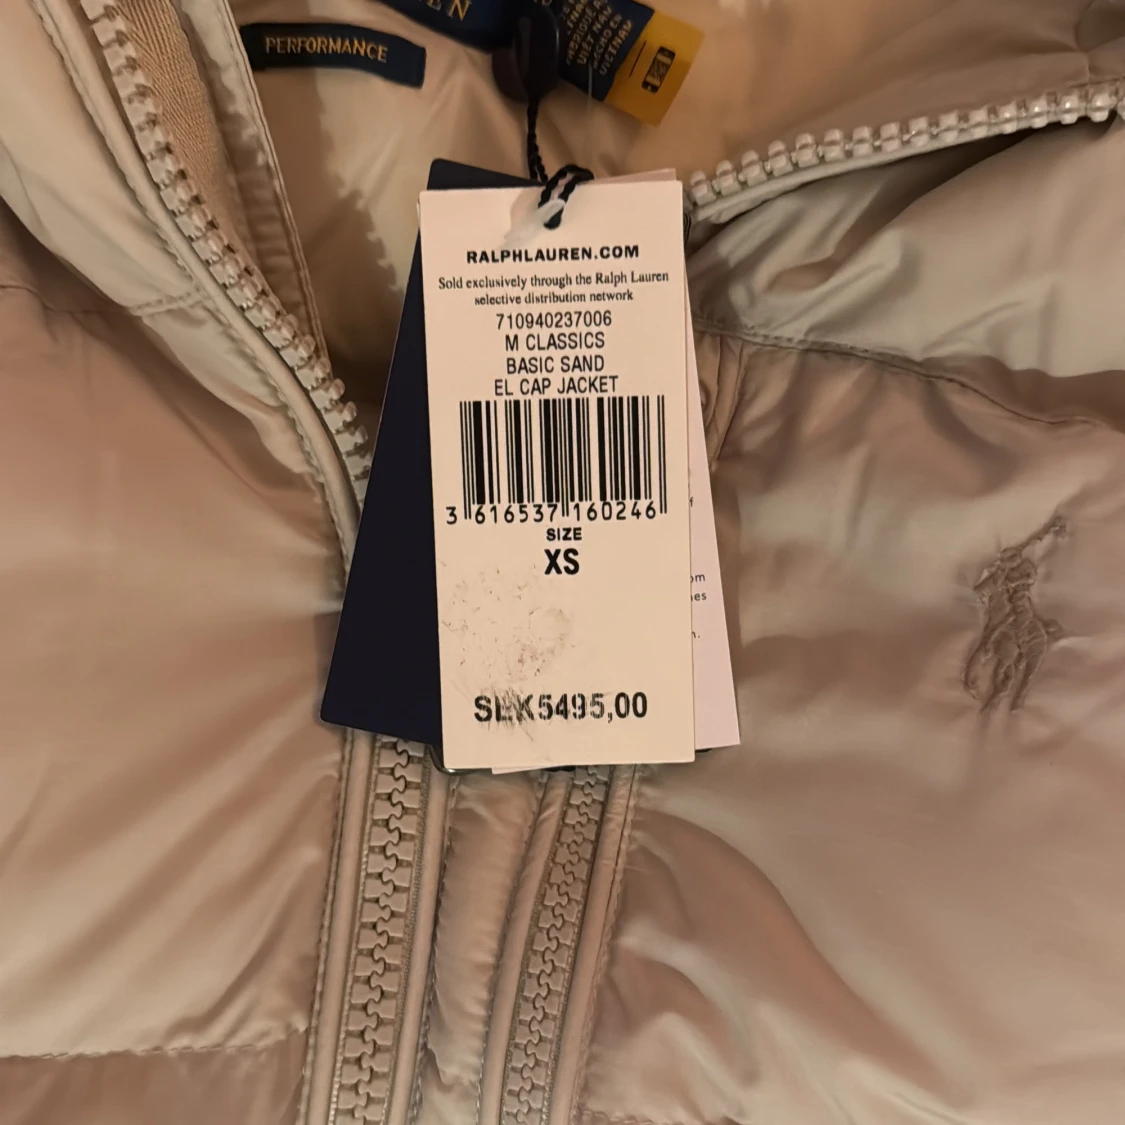 PERFORMANCE
RALPHLAUREN.COM
Sold exclusively through the Ralph Lauren
selective distribution network
710940237006
M CLASSICS
BASIC SAND
EL CAP JACKET
3 616537 160246
SIZE
XS
SEK5495,00